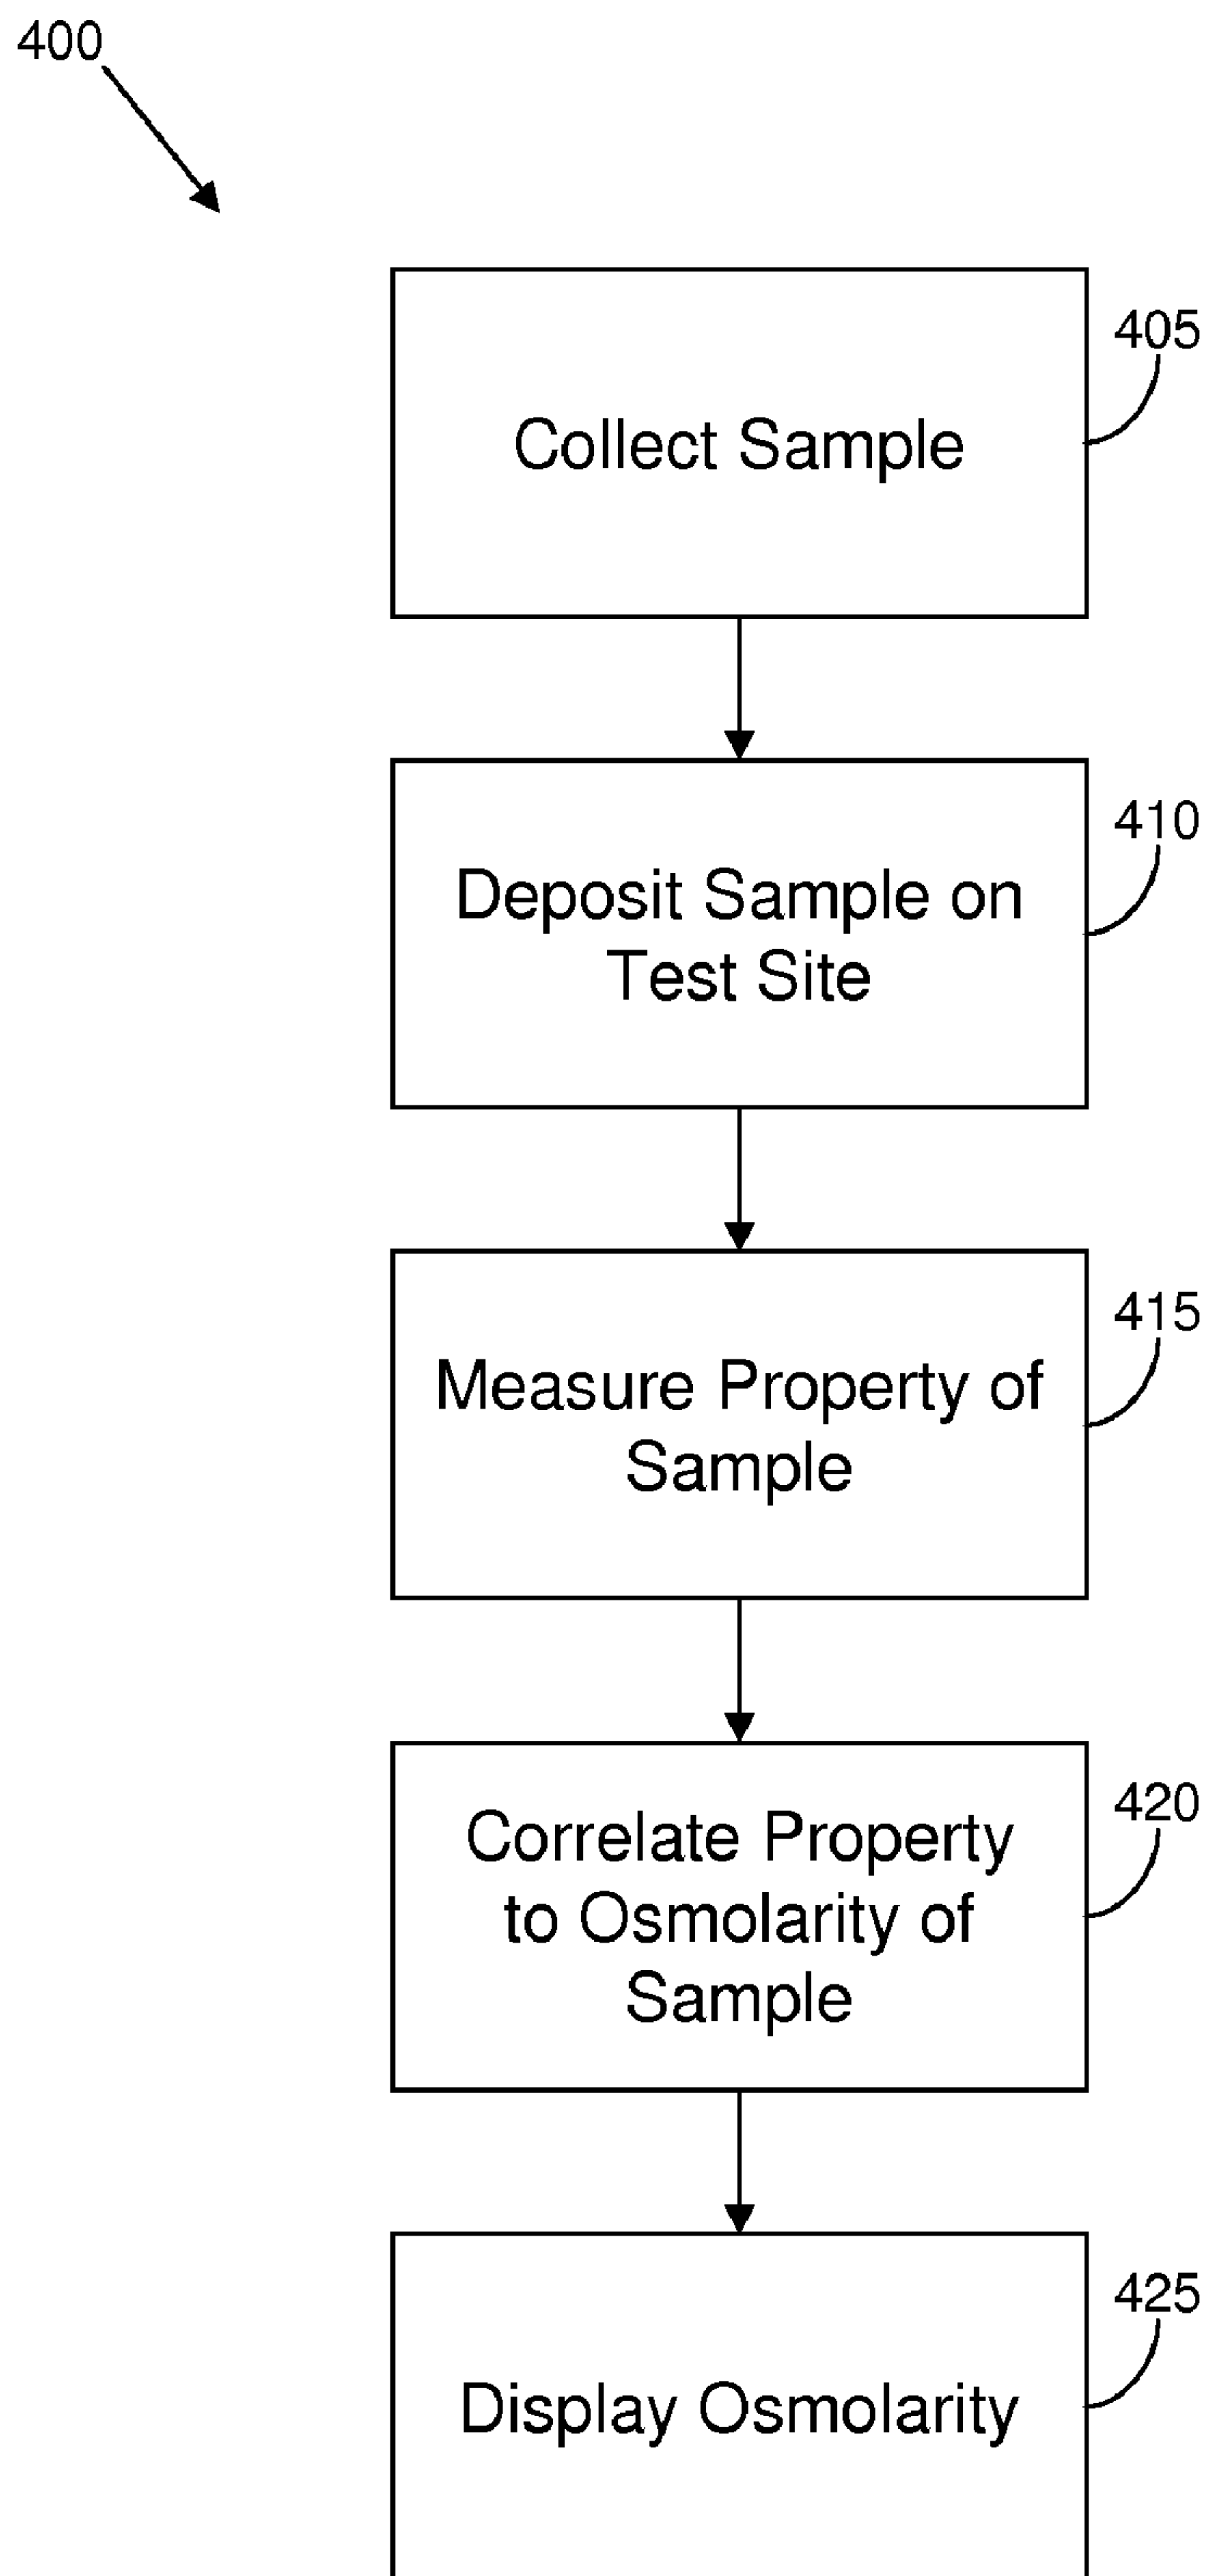 400
405
Collect Sample
410
Deposit Sample on
Test Site
415
Measure Property of
Sample
420
Correlate Property
to Osmolarity of
Sample
425
Display Osmolarity